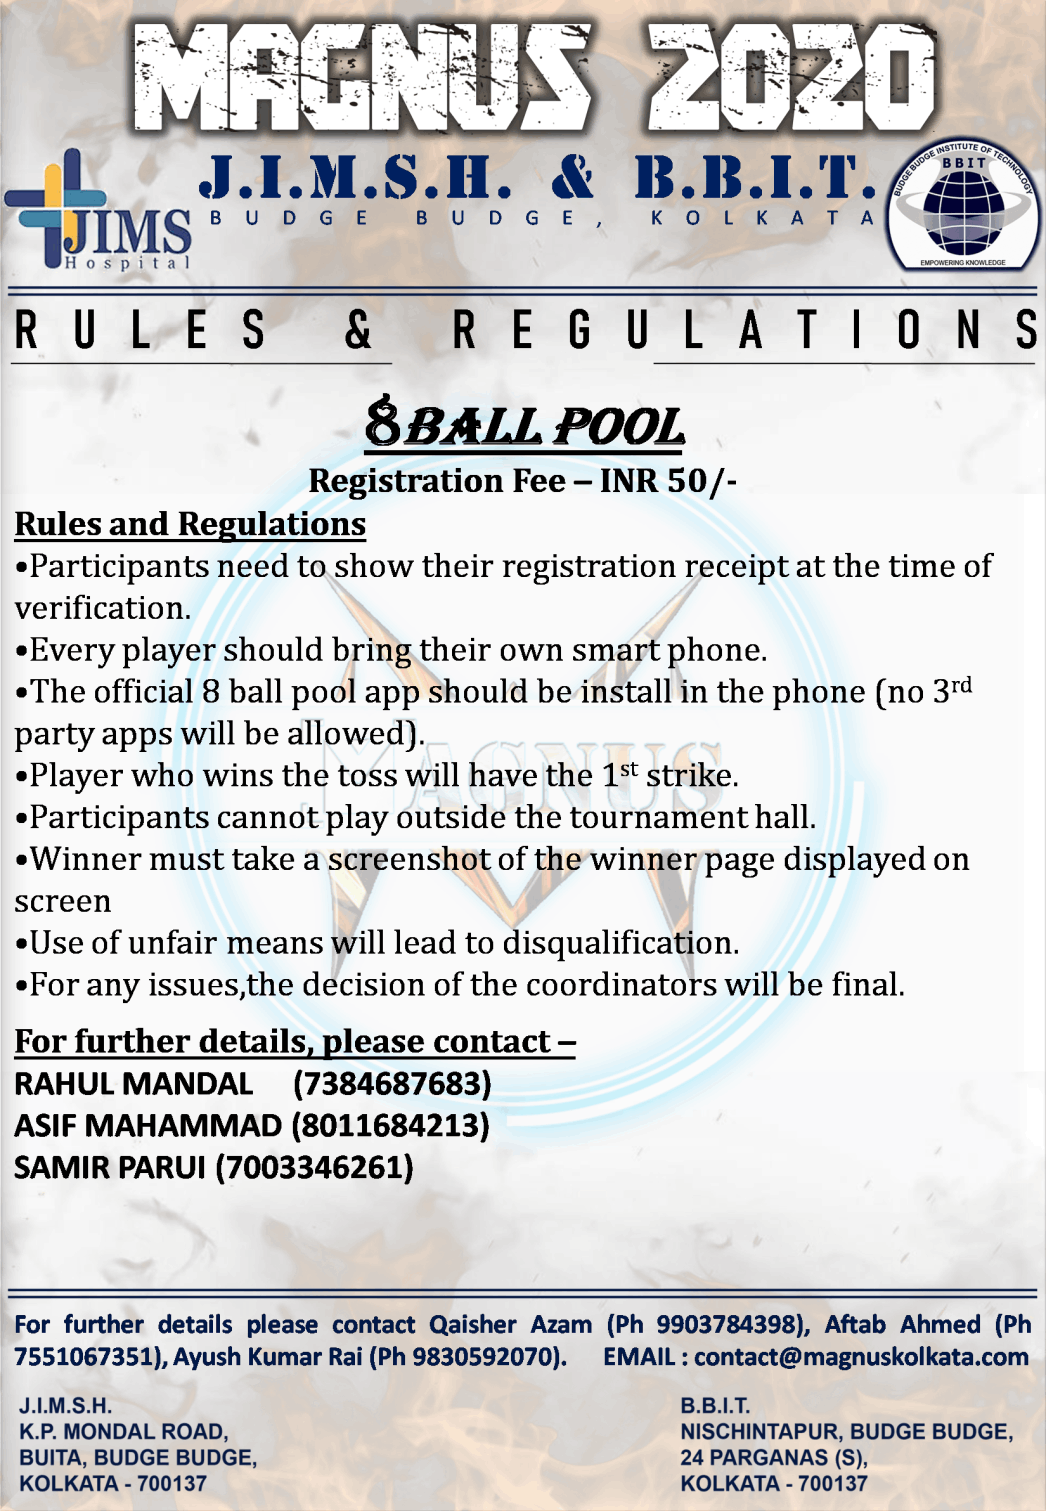 MAGNUS 2020
J.I.M.S.H. & B.B.I.T.
BUDGE BUDGE, KOLKATA
JIMS
Hospital
BUDGE BUDGE INSTITUTE OF TECHNOLOGY
BBIT
EMPOWERING KNOWLEDGE
RULES & REGULATIONS
8BALL POOL
Registration Fee – INR 50/-
Rules and Regulations
•Participants need to show their registration receipt at the time of
verification.
•Every player should bring their own smart phone.
•The official 8 ball pool app should be install in the phone (no 3rd
party apps will be allowed).
•Player who wins the toss will have the 1st strike.
•Participants cannot play outside the tournament hall.
•Winner must take a screenshot of the winner page displayed on
screen
•Use of unfair means will lead to disqualification.
•For any issues,the decision of the coordinators will be final.
MAGNUS
For further details, please contact –
RAHUL MANDAL (7384687683)
ASIF MAHAMMAD (8011684213)
SAMIR PARUI (7003346261)
For further details please contact Qaisher Azam (Ph 9903784398), Aftab Ahmed (Ph
7551067351), Ayush Kumar Rai (Ph 9830592070). EMAIL : contact@magnuskolkata.com
J.I.M.S.H.
K.P. MONDAL ROAD,
BUITA, BUDGE BUDGE,
KOLKATA - 700137
B.B.I.T.
NISCHINTAPUR, BUDGE BUDGE,
24 PARGANAS (S),
KOLKATA - 700137